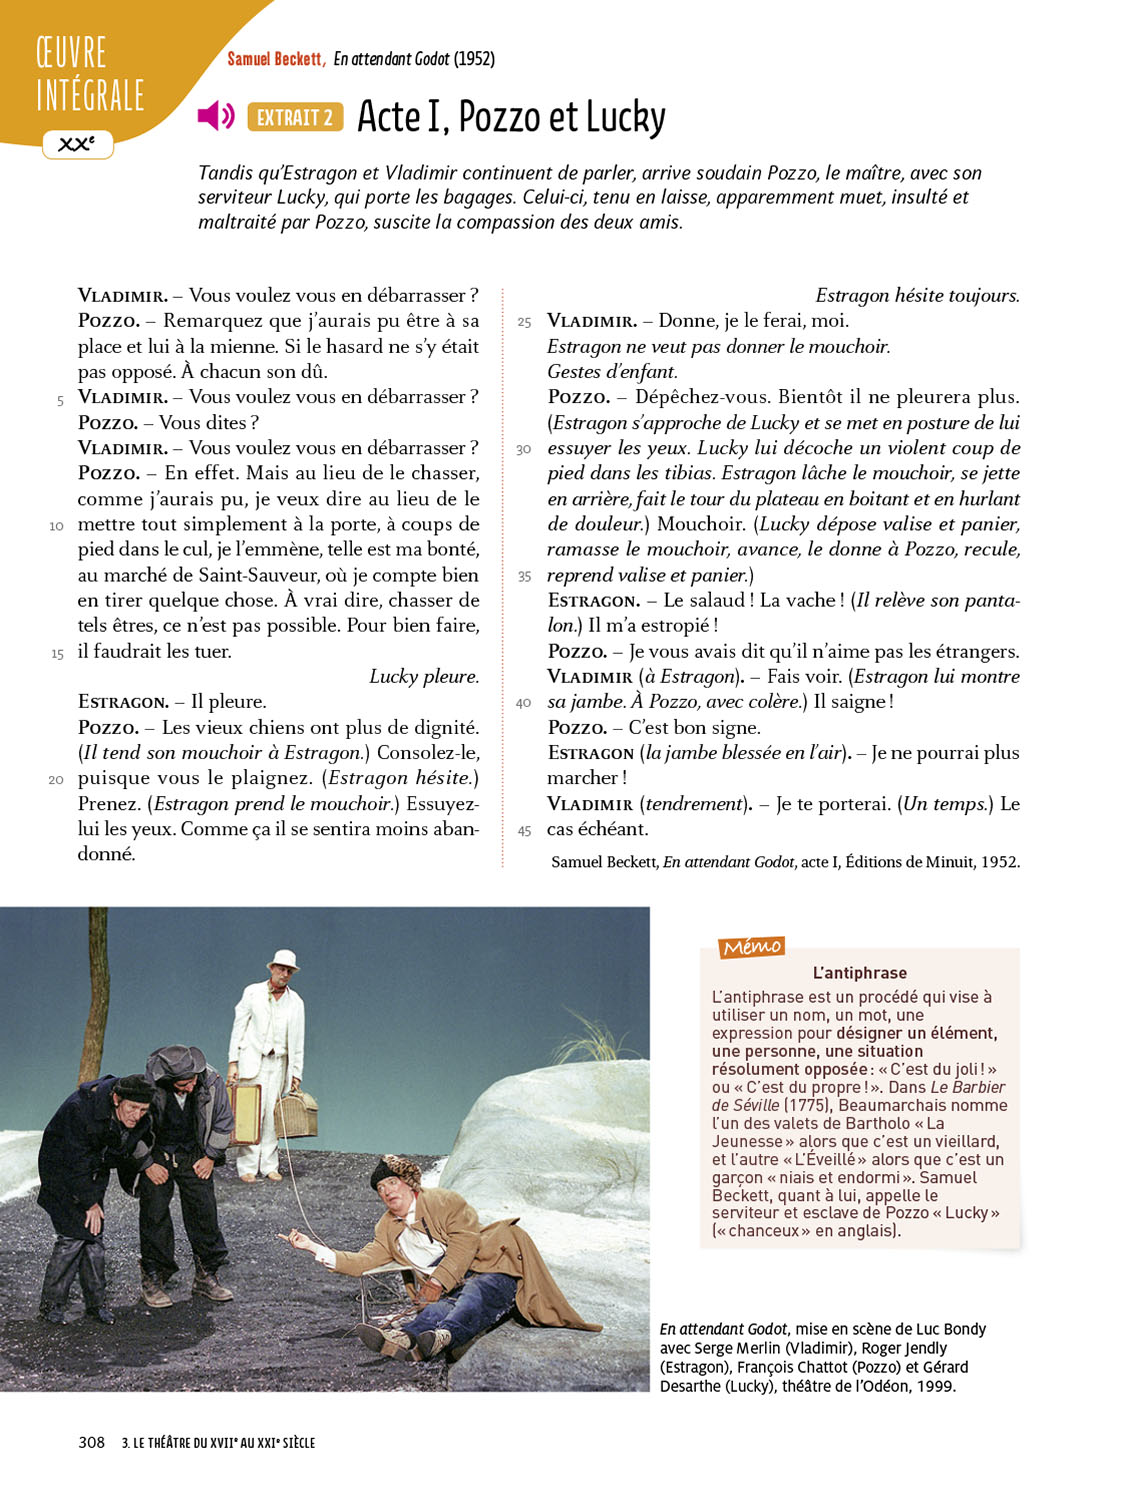 ŒUVRE
INTÉGRALE
XXe
Samuel Beckett, En attendant Godot (1952)
EXTRAIT 2 Acte I, Pozzo et Lucky
Tandis qu’Estragon et Vladimir continuent de parler, arrive soudain Pozzo, le maître, avec son
serviteur Lucky, qui porte les bagages. Celui-ci, tenu en laisse, apparemment muet, insulté et
maltraité par Pozzo, suscite la compassion des deux amis.
VLADIMIR. – Vous voulez vous en débarrasser ?
POZZO. – Remarquez que j’aurais pu être à sa
place et lui à la mienne. Si le hasard ne s’y était
pas opposé. À chacun son dû.
5 VLADIMIR. – Vous voulez vous en débarrasser ?
POZZO. – Vous dites ?
VLADIMIR. – Vous voulez vous en débarrasser ?
POZZO. – En effet. Mais au lieu de le chasser,
comme j’aurais pu, je veux dire au lieu de le
10 mettre tout simplement à la porte, à coups de
pied dans le cul, je l’emmène, telle est ma bonté,
au marché de Saint-Sauveur, où je compte bien
en tirer quelque chose. À vrai dire, chasser de
tels êtres, ce n’est pas possible. Pour bien faire,
15 il faudrait les tuer.
Lucky pleure.
ESTRAGON. – Il pleure.
POZZO. – Les vieux chiens ont plus de dignité.
(Il tend son mouchoir à Estragon.) Consolez-le,
20 puisque vous le plaignez. (Estragon hésite.)
Prenez. (Estragon prend le mouchoir.) Essuyez-
lui les yeux. Comme ça il se sentira moins aban-
donné.
Estragon hésite toujours.
25 VLADIMIR. – Donne, je le ferai, moi.
Estragon ne veut pas donner le mouchoir.
Gestes d’enfant.
POZZO. – Dépêchez-vous. Bientôt il ne pleurera plus.
(Estragon s’approche de Lucky et se met en posture de lui
30 essuyer les yeux. Lucky lui décoche un violent coup de
pied dans les tibias. Estragon lâche le mouchoir, se jette
en arrière, fait le tour du plateau en boitant et en hurlant
de douleur.) Mouchoir. (Lucky dépose valise et panier,
ramasse le mouchoir, avance, le donne à Pozzo, recule,
35 reprend valise et panier.)
ESTRAGON. – Le salaud ! La vache ! (Il relève son panta-
lon.) Il m’a estropié !
POZZO. – Je vous avais dit qu’il n’aime pas les étrangers.
VLADIMIR (à Estragon). – Fais voir. (Estragon lui montre
40 sa jambe. À Pozzo, avec colère.) Il saigne !
POZZO. – C’est bon signe.
ESTRAGON (la jambe blessée en l’air). – Je ne pourrai plus
marcher !
VLADIMIR (tendrement). – Je te porterai. (Un temps.) Le
45 cas échéant.
Samuel Beckett, En attendant Godot, acte I, Éditions de Minuit, 1952.
Mémo
L’antiphrase
L’antiphrase est un procédé qui vise à
utiliser un nom, un mot, une
expression pour désigner un élément,
une personne, une situation
résolument opposée : « C’est du joli ! »
ou « C’est du propre ! ». Dans Le Barbier
de Séville (1775), Beaumarchais nomme
l’un des valets de Bartholo « La
Jeunesse » alors que c’est un vieillard,
et l’autre « L’Éveillé » alors que c’est un
garçon « niais et endormi ». Samuel
Beckett, quant à lui, appelle le
serviteur et esclave de Pozzo « Lucky »
(« chanceux » en anglais).
En attendant Godot, mise en scène de Luc Bondy
avec Serge Merlin (Vladimir), Roger Jendly
(Estragon), François Chattot (Pozzo) et Gérard
Desarthe (Lucky), théâtre de l’Odéon, 1999.
308 3. LE THÉÂTRE DU XVIIe AU XXIe SIÈCLE